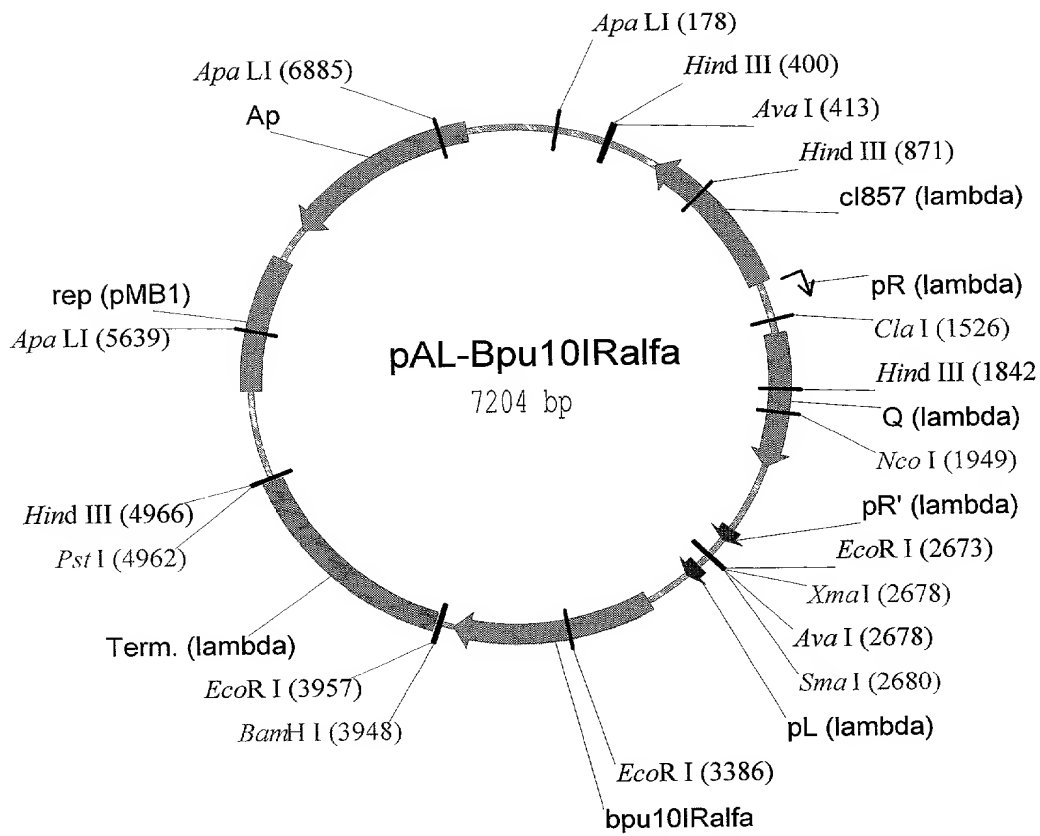 Apa LI (178)
Hind III (400)
Apa LI (6885)
Ava I (413)
Ap
Hind III (871)
cI857 (lambda)
pR (lambda)
rep (pMB1)
Cla I (1526)
Apa LI (5639)
pAL-Bpu10IRalfa
7204 bp
Hind III (1842
Q (lambda)
Nco I (1949)
pR' (lambda)
Hind III (4966)
EcoR I (2673)
Pst I (4962)
XmaI (2678)
Ava I (2678)
Term. (lambda)
EcoR I (3957)
Sma I (2680)
BamH I (3948)
pL (lambda)
EcoR I (3386)
bpu10IRalfa